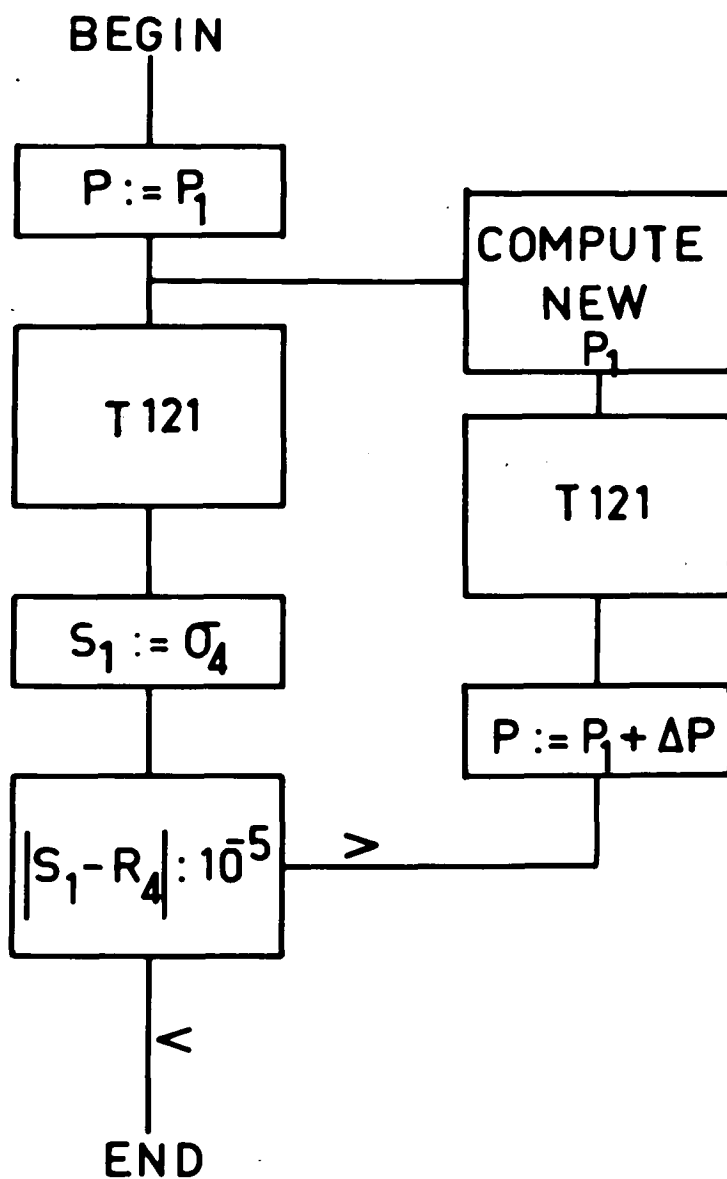 BEGIN
P := P₁
T 121
S₁ := σ₄
|S₁ - R₄| : 10⁻⁵
>
<
END
COMPUTE
NEW
P₁
T 121
P := P₁ + ΔP